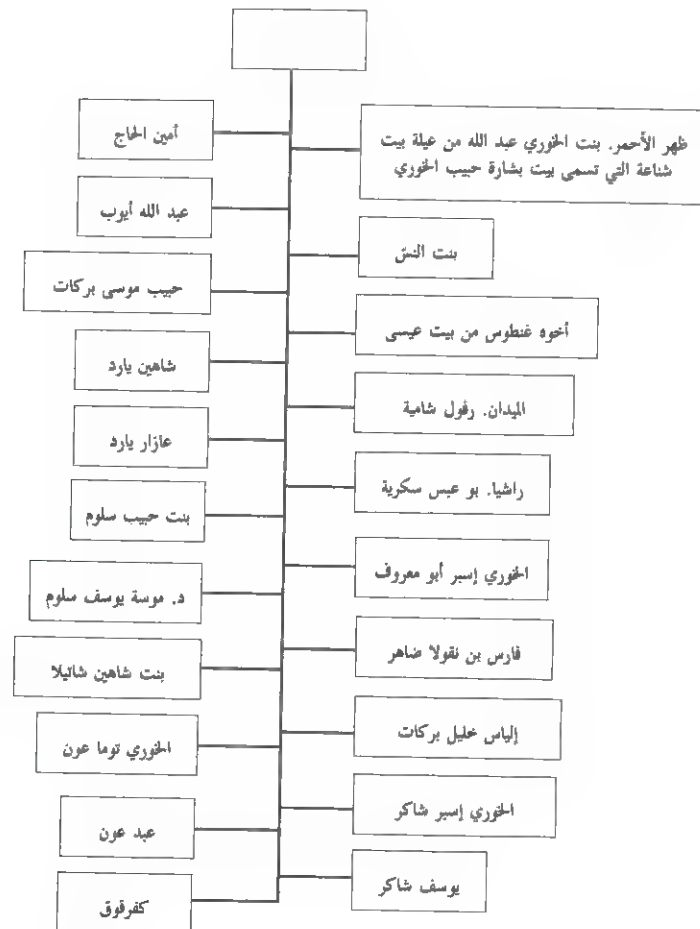 ظهر الأحمر. بنت الخوري عبد الله من عيلة بيت
شناعة التي تسمى بيت بشارة حبيب الخوري
أمين الحاج
بنت النسّ
عبد الله أيوب
أخوه غنطوس من بيت عيسى
حبيب موسى بركات
الميدان. رفول شامية
شاهين يارد
راشيا. بو عبس سكرية
عازار يارد
الخوري إسبر أبو معروف
بنت حبيب سلوم
فارس بن نقولا ضاهر
د. موسة يوسف سلوم
إلياس خليل بركات
بنت شاهين شاتيلا
الخوري إسبر شاكر
الخوري توما عون
يوسف شاكر
عبد عون
كفرقوق